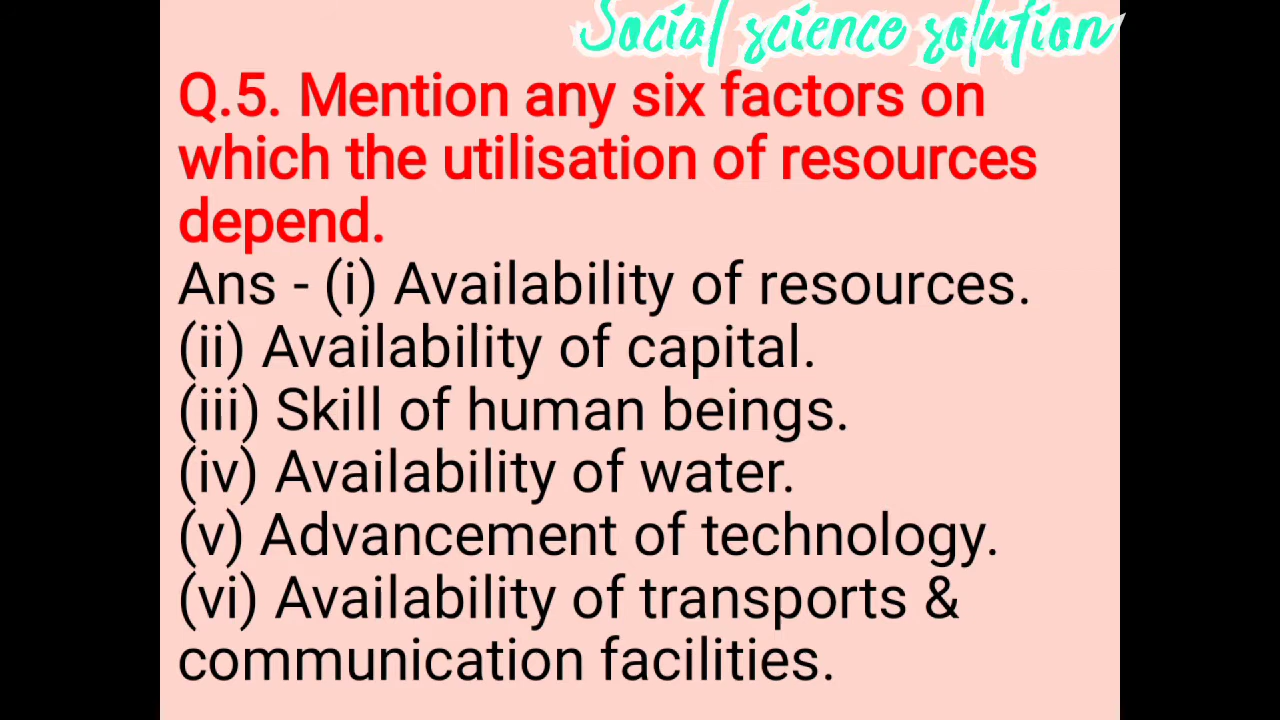 Social science solution
Q.5. Mention any six factors on
which the utilisation of resources
depend.
Ans - (i) Availability of resources.
(ii) Availability of capital.
(iii) Skill of human beings.
(iv) Availability of water.
(v) Advancement of technology.
(vi) Availability of transports &
communication facilities.